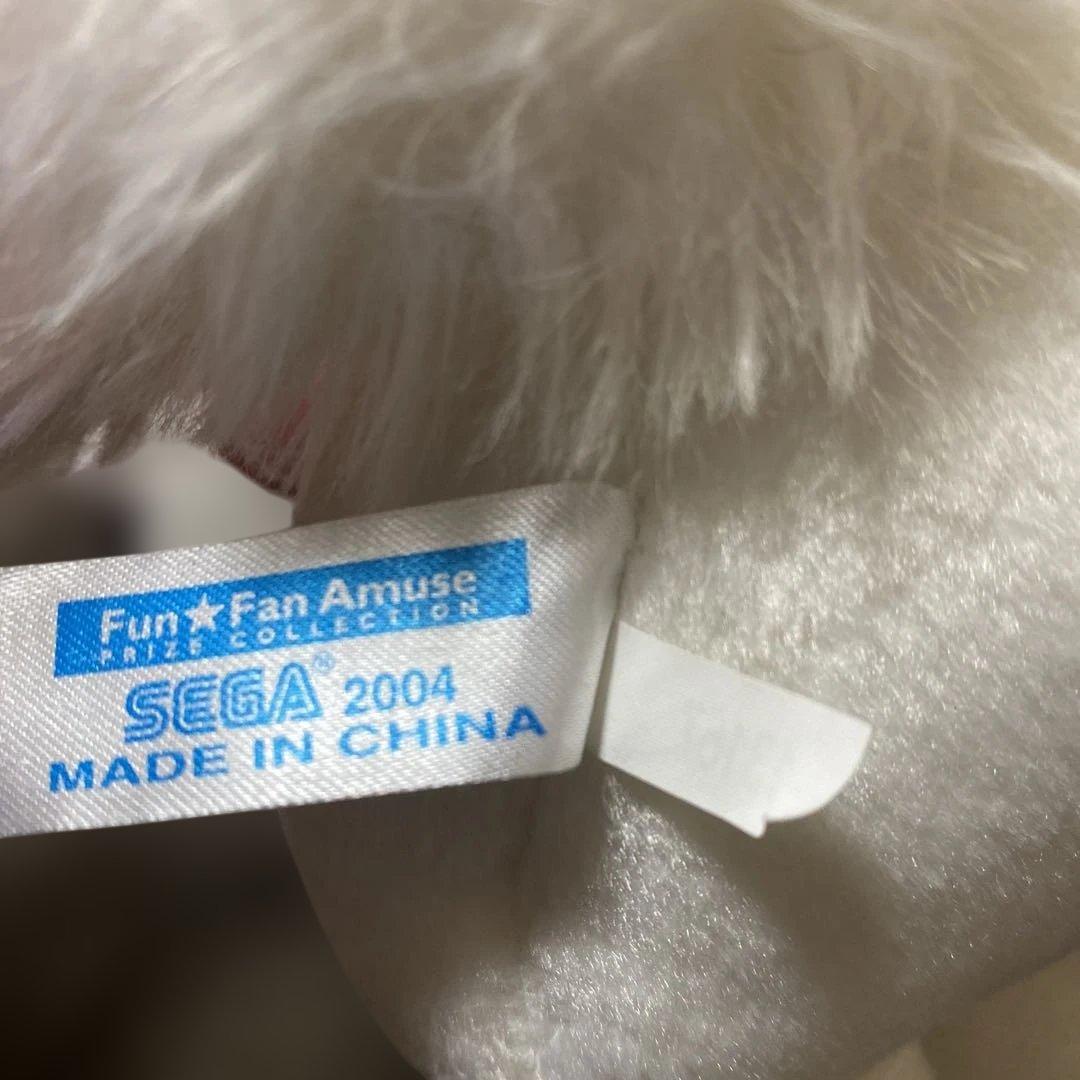 Fun★Fan Amuse
PRIZE COLLECTION
SEGA® 2004
MADE IN CHINA